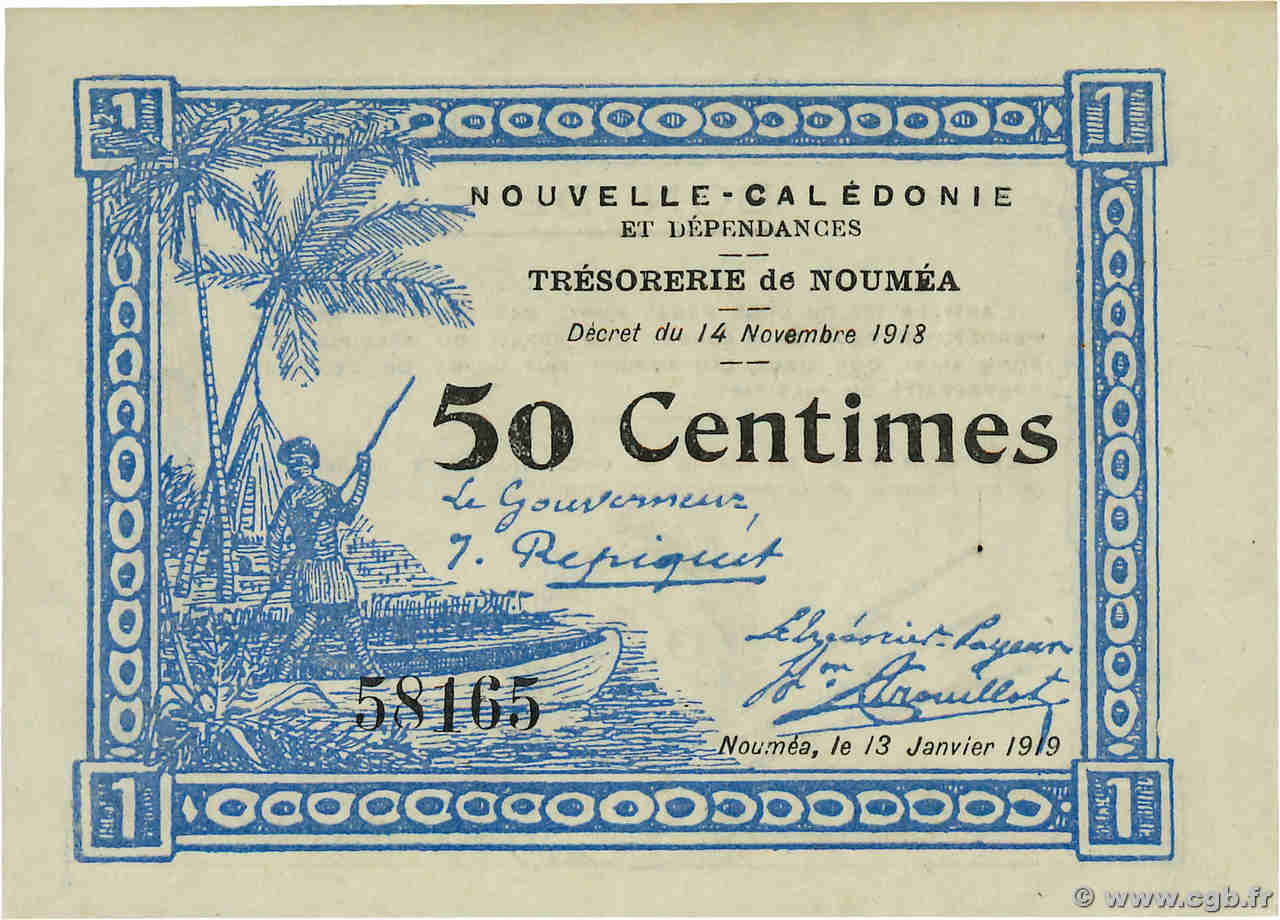 1 1
NOUVELLE-CALÉDONIE
ET DÉPENDANCES
TRÉSORERIE de NOUMÉA
Décret du 14 Novembre 1918
50 Centimes
Le Gouverneur,
J. Repiquet
Le Trésorier-Payeur
58165
Nouméa, le 13 Janvier 1919
1 1
© www.cgb.fr